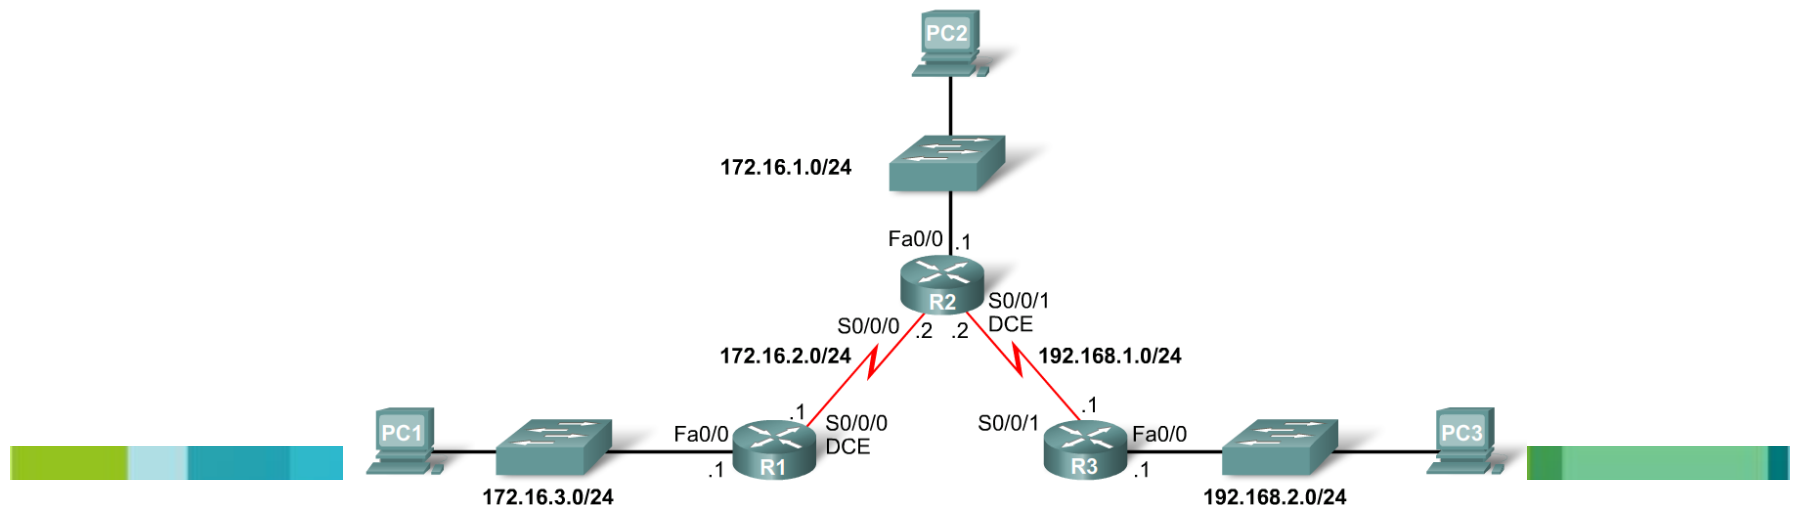 PC2
172.16.1.0/24
Fa0/0
.1
R2
S0/0/1
DCE
S0/0/0
.2
.2
172.16.2.0/24
192.168.1.0/24
.1
S0/0/0
DCE
.1
S0/0/1
PC1
Fa0/0
.1
R1
R3
Fa0/0
.1
PC3
172.16.3.0/24
192.168.2.0/24